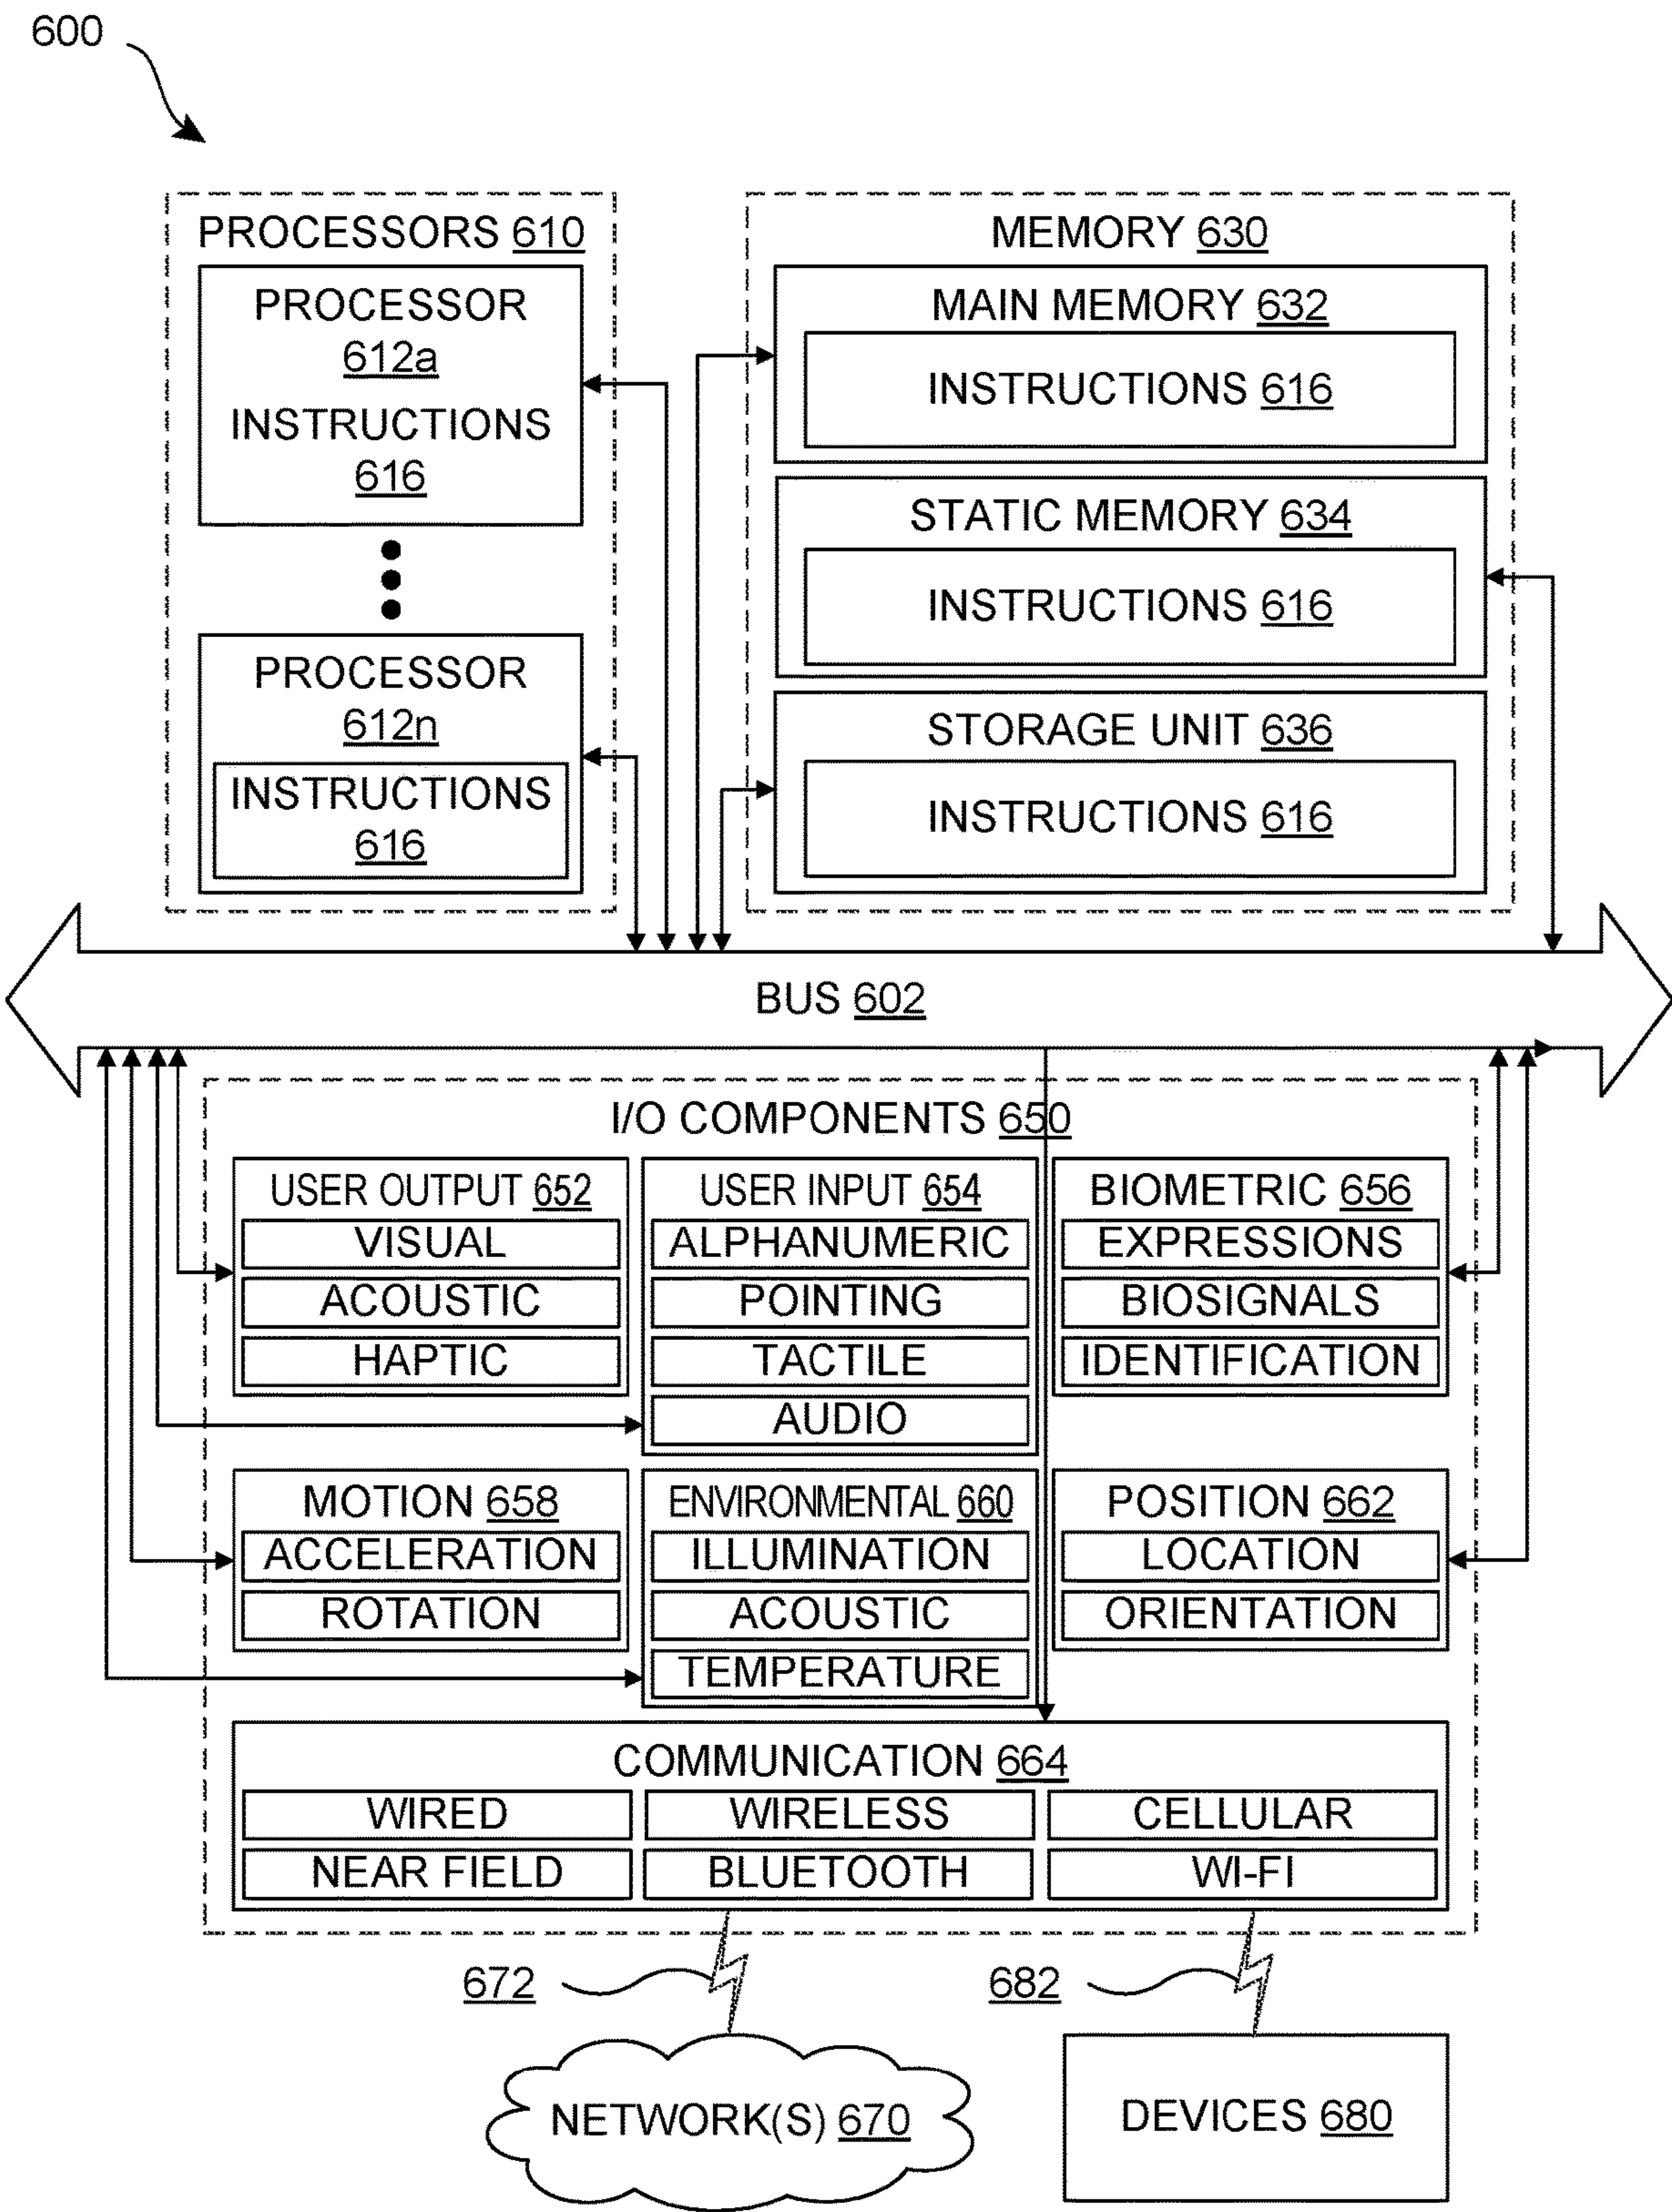 600
PROCESSORS 610
PROCESSOR
612a
INSTRUCTIONS
616
PROCESSOR
612n
INSTRUCTIONS
616
MEMORY 630
MAIN MEMORY 632
INSTRUCTIONS 616
STATIC MEMORY 634
INSTRUCTIONS 616
STORAGE UNIT 636
INSTRUCTIONS 616
BUS 602
I/O COMPONENTS 650
USER OUTPUT 652
VISUAL
ACOUSTIC
HAPTIC
USER INPUT 654
ALPHANUMERIC
POINTING
TACTILE
AUDIO
BIOMETRIC 656
EXPRESSIONS
BIOSIGNALS
IDENTIFICATION
MOTION 658
ACCELERATION
ROTATION
ENVIRONMENTAL 660
ILLUMINATION
ACOUSTIC
TEMPERATURE
POSITION 662
LOCATION
ORIENTATION
COMMUNICATION 664
WIRED
WIRELESS
CELLULAR
NEAR FIELD
BLUETOOTH
WI-FI
672
682
NETWORK(S) 670
DEVICES 680